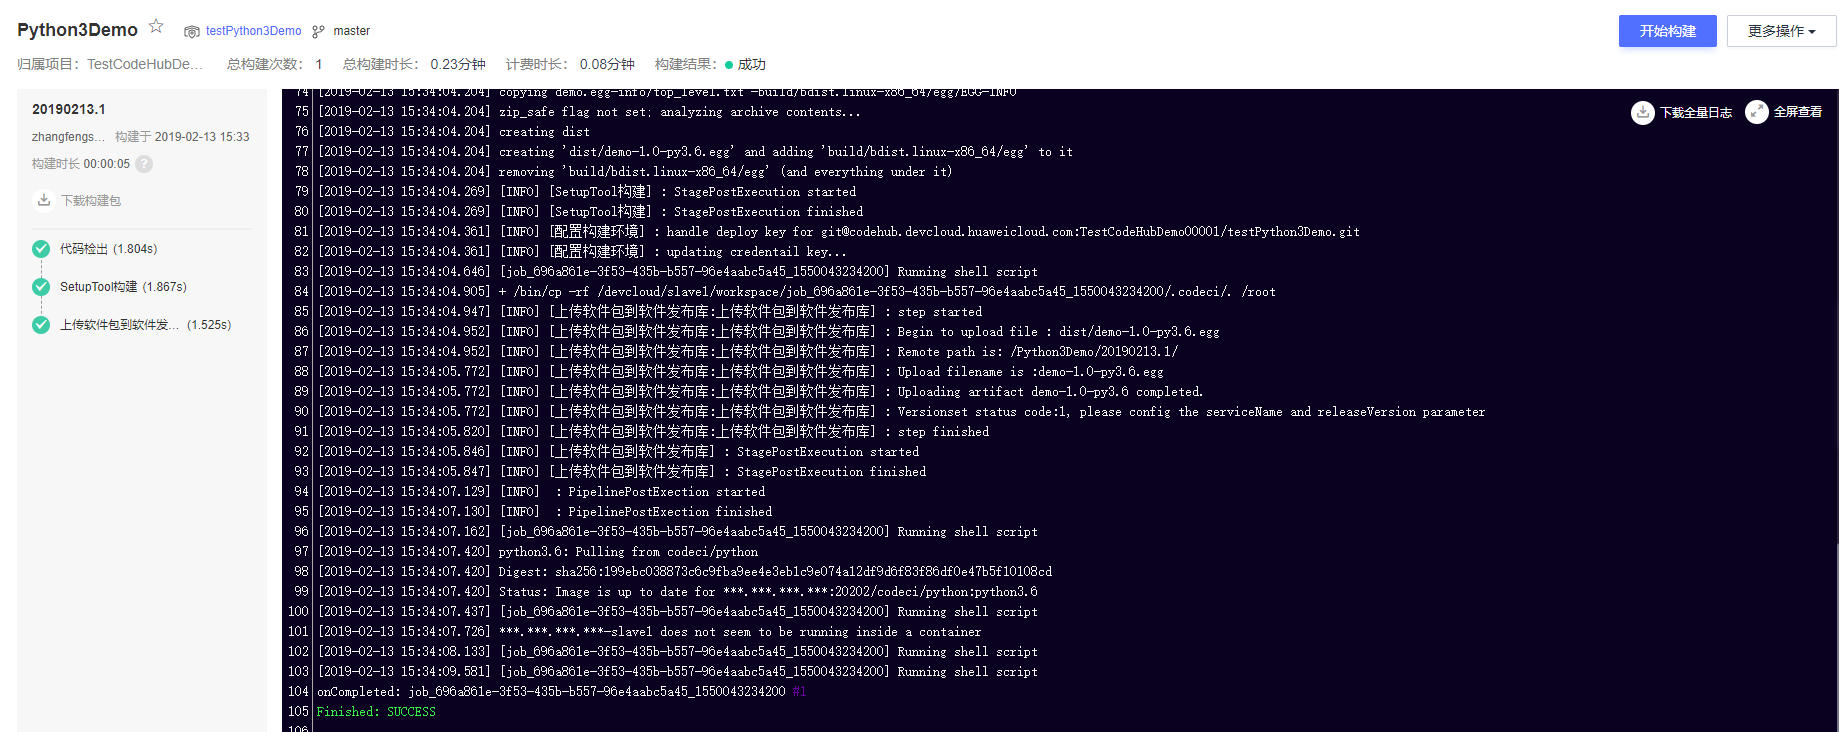 Python3Demo testPython3Demo master
开始构建 更多操作
归属项目： TestCodeHubDe... 总构建次数： 1 总构建时长： 0.23分钟 计费时长： 0.08分钟 构建结果： 成功
20190213.1
zhangfengs... 构建于 2019-02-13 15:33
构建时长 00:00:05 ?
下载构建包
代码检出 (1.804s)
SetupTool构建 (1.867s)
上传软件包到软件发... (1.525s)
下载全量日志 全屏查看
74 [2019-02-13 15:34:04.204] copying demo.egg-info/top_level.txt -build/bdist.linux-x86_64/egg/EGG-INFO
75 [2019-02-13 15:34:04.204] zip_safe flag not set; analyzing archive contents...
76 [2019-02-13 15:34:04.204] creating dist
77 [2019-02-13 15:34:04.204] creating 'dist/demo-1.0-py3.6.egg' and adding 'build/bdist.linux-x86_64/egg' to it
78 [2019-02-13 15:34:04.204] removing 'build/bdist.linux-x86_64/egg' (and everything under it)
79 [2019-02-13 15:34:04.269] [INFO] [SetupTool构建] : StagePostExecution started
80 [2019-02-13 15:34:04.269] [INFO] [SetupTool构建] : StagePostExecution finished
81 [2019-02-13 15:34:04.361] [INFO] [配置构建环境] : handle deploy key for git@codehub.devcloud.huaweicloud.com:TestCodeHubDemo00001/testPython3Demo.git
82 [2019-02-13 15:34:04.361] [INFO] [配置构建环境] : updating credentail key...
83 [2019-02-13 15:34:04.646] [job_696a861e-3f53-435b-b557-96e4aabc5a45_1550043234200] Running shell script
84 [2019-02-13 15:34:04.905] + /bin/cp -rf /devcloud/slave1/workspace/job_696a861e-3f53-435b-b557-96e4aabc5a45_1550043234200/.codeci/. /root
85 [2019-02-13 15:34:04.947] [INFO] [上传软件包到软件发布库:上传软件包到软件发布库] : step started
86 [2019-02-13 15:34:04.952] [INFO] [上传软件包到软件发布库:上传软件包到软件发布库] : Begin to upload file : dist/demo-1.0-py3.6.egg
87 [2019-02-13 15:34:04.952] [INFO] [上传软件包到软件发布库:上传软件包到软件发布库] : Remote path is: /Python3Demo/20190213.1/
88 [2019-02-13 15:34:05.772] [INFO] [上传软件包到软件发布库:上传软件包到软件发布库] : Upload filename is :demo-1.0-py3.6.egg
89 [2019-02-13 15:34:05.772] [INFO] [上传软件包到软件发布库:上传软件包到软件发布库] : Uploading artifact demo-1.0-py3.6 completed.
90 [2019-02-13 15:34:05.772] [INFO] [上传软件包到软件发布库:上传软件包到软件发布库] : Versionset status code:1, please config the serviceName and releaseVersion parameter
91 [2019-02-13 15:34:05.820] [INFO] [上传软件包到软件发布库:上传软件包到软件发布库] : step finished
92 [2019-02-13 15:34:05.846] [INFO] [上传软件包到软件发布库] : StagePostExecution started
93 [2019-02-13 15:34:05.847] [INFO] [上传软件包到软件发布库] : StagePostExecution finished
94 [2019-02-13 15:34:07.129] [INFO] : PipelinePostExection started
95 [2019-02-13 15:34:07.130] [INFO] : PipelinePostExection finished
96 [2019-02-13 15:34:07.162] [job_696a861e-3f53-435b-b557-96e4aabc5a45_1550043234200] Running shell script
97 [2019-02-13 15:34:07.420] python3.6: Pulling from codeci/python
98 [2019-02-13 15:34:07.420] Digest: sha256:199ebc038873c6c9fba9ee4e3eb1c9e074a12df9d6f83f86df0e47b5f10108cd
99 [2019-02-13 15:34:07.420] Status: Image is up to date for ***.***.***.***:20202/codeci/python:python3.6
100 [2019-02-13 15:34:07.437] [job_696a861e-3f53-435b-b557-96e4aabc5a45_1550043234200] Running shell script
101 [2019-02-13 15:34:07.726] ***.***.***.***-slave1 does not seem to be running inside a container
102 [2019-02-13 15:34:08.133] [job_696a861e-3f53-435b-b557-96e4aabc5a45_1550043234200] Running shell script
103 [2019-02-13 15:34:09.581] [job_696a861e-3f53-435b-b557-96e4aabc5a45_1550043234200] Running shell script
104 onCompleted: job_696a861e-3f53-435b-b557-96e4aabc5a45_1550043234200 #1
105 Finished: SUCCESS
106